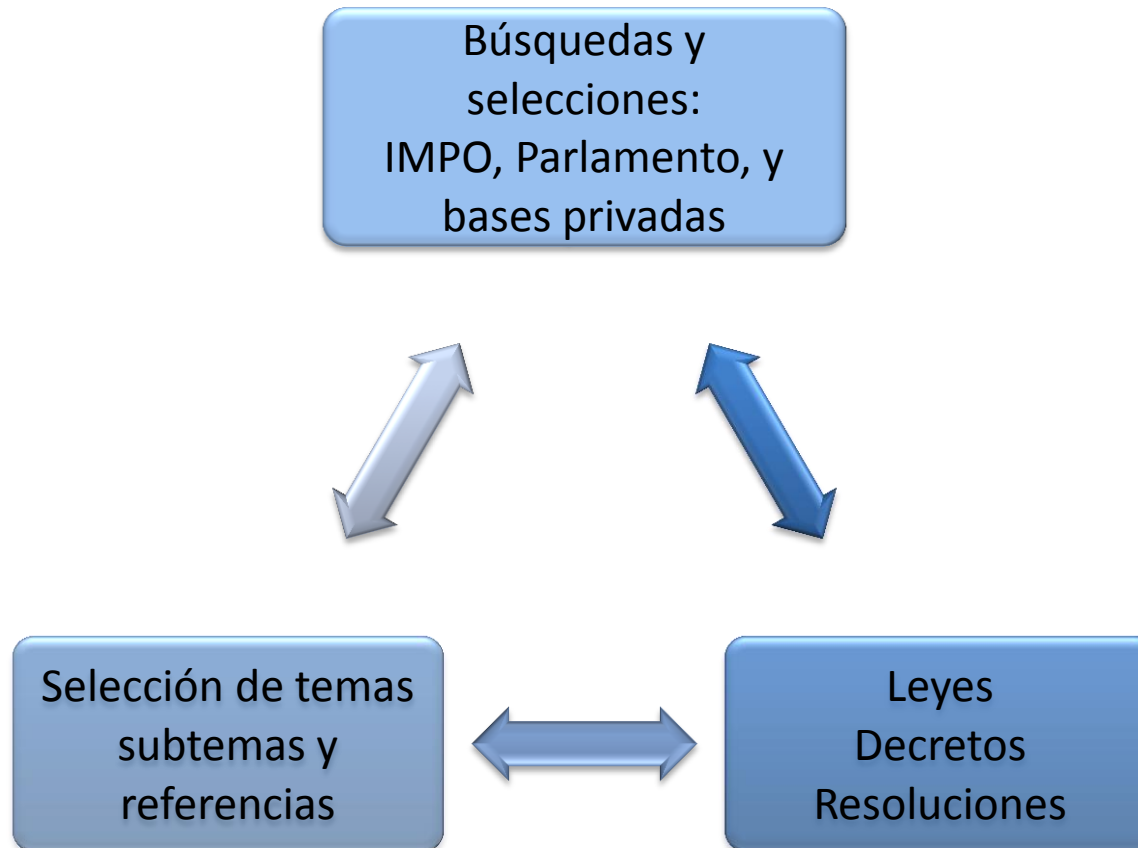 Búsquedas y
selecciones:
IMPO, Parlamento, y
bases privadas
Selección de temas
subtemas y
referencias
Leyes
Decretos
Resoluciones